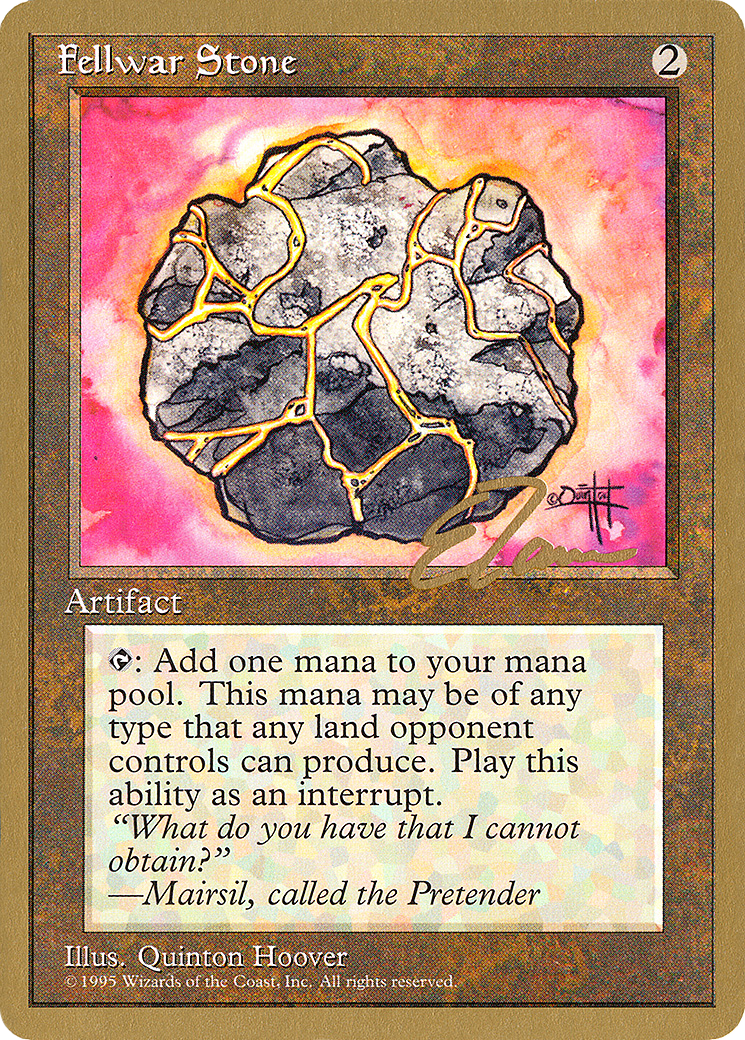 Fellwar Stone 2
Artifact
: Add one mana to your mana
pool. This mana may be of any
type that any land opponent
controls can produce. Play this
ability as an interrupt.
“What do you have that I cannot
obtain?”
—Mairsil, called the Pretender
Illus. Quinton Hoover
© 1995 Wizards of the Coast, Inc. All rights reserved.